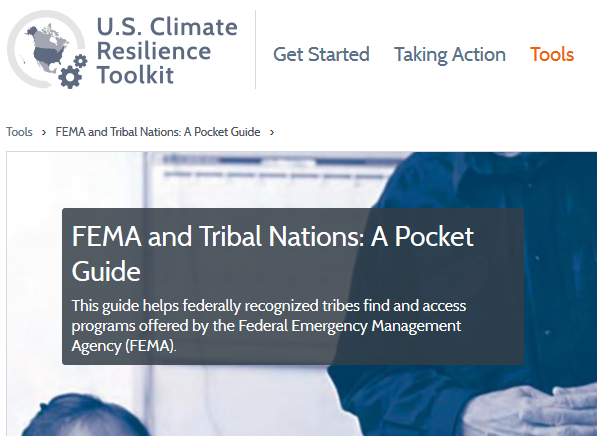 U.S. Climate
Resilience
Toolkit
Get Started Taking Action Tools
Tools › FEMA and Tribal Nations: A Pocket Guide ›
FEMA and Tribal Nations: A Pocket
Guide
This guide helps federally recognized tribes find and access
programs offered by the Federal Emergency Management
Agency (FEMA).